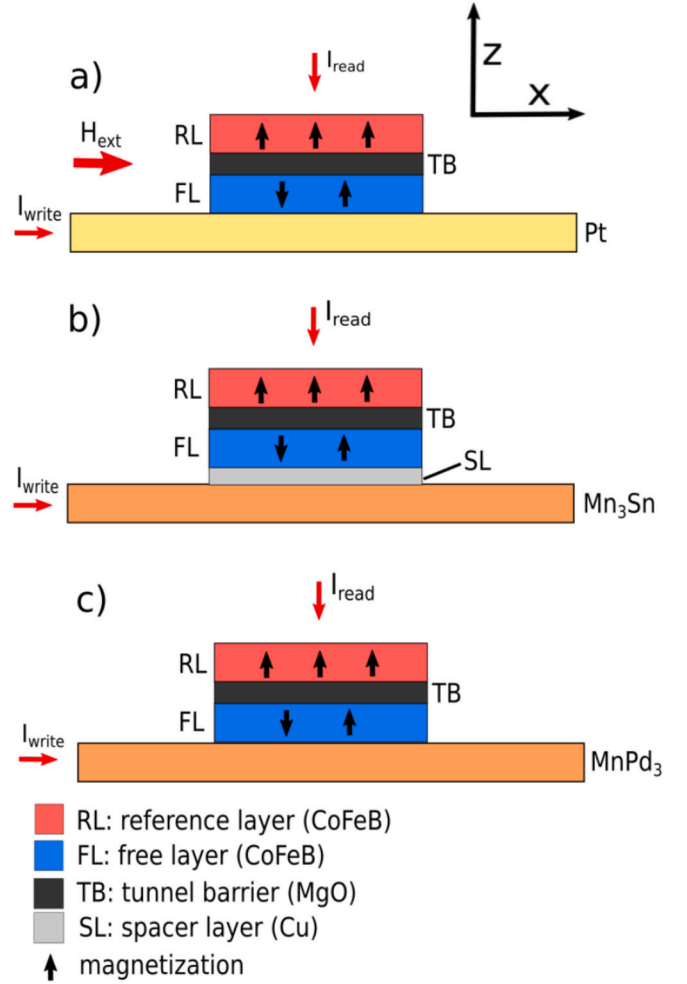 a)
I_read
Z
X
H_ext
RL
TB
FL
I_write
Pt
b)
I_read
RL
TB
FL
SL
I_write
Mn₃Sn
c)
I_read
RL
TB
FL
I_write
MnPd₃
RL: reference layer (CoFeB)
FL: free layer (CoFeB)
TB: tunnel barrier (MgO)
SL: spacer layer (Cu)
magnetization